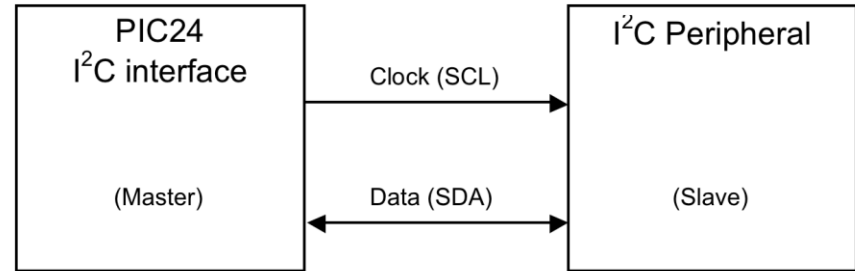 PIC24
I²C interface
(Master)
Clock (SCL)
Data (SDA)
I²C Peripheral
(Slave)